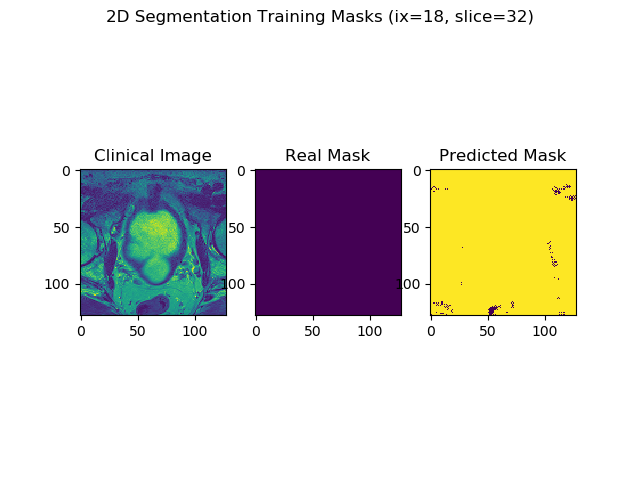 2D Segmentation Training Masks (ix=18, slice=32)
Clinical Image Real Mask Predicted Mask
0 0 0
50 50 50
100 100 100
0 50 100 0 50 100 0 50 100